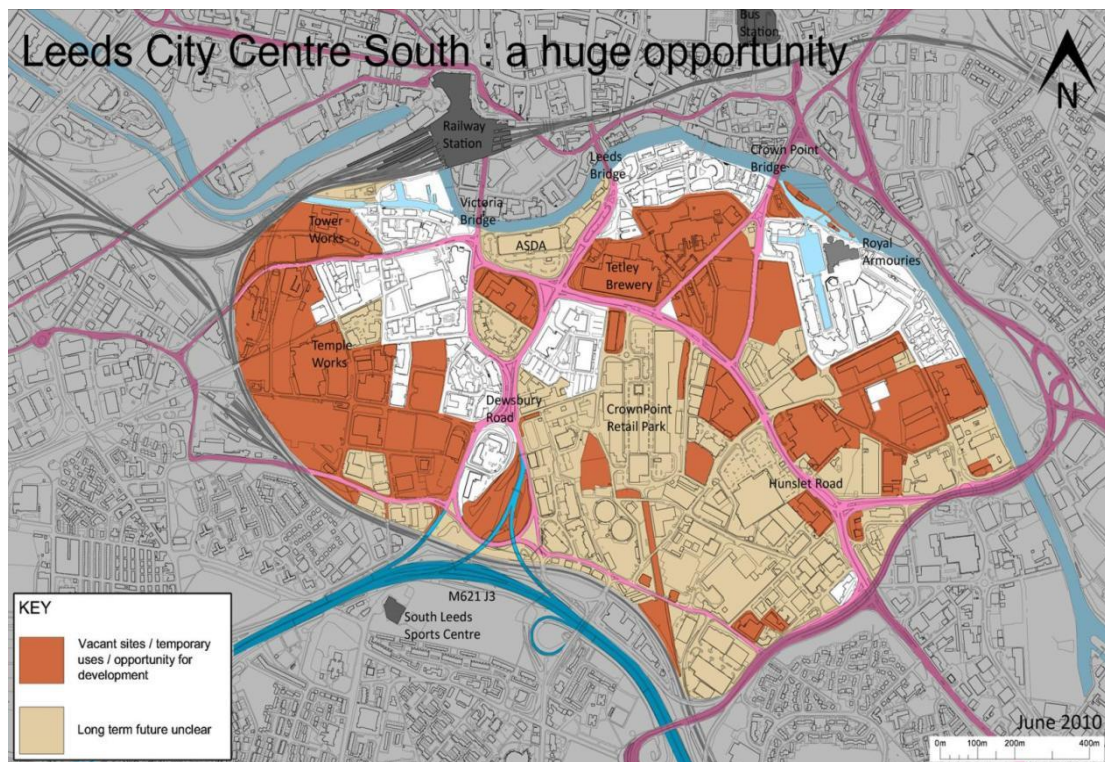 Bus
Station
Leeds City Centre South : a huge opportunity
N
Railway
Station
Leeds
Bridge
Crown Point
Bridge
Victoria
Bridge
Tower
Works
ASDA
Royal
Armouries
Tetley
Brewery
Temple
Works
Dewsbury
Road
CrownPoint
Retail Park
Hunslet Road
M621 J3
South Leeds
Sports Centre
KEY
Vacant sites / temporary
uses / opportunity for
development
Long term future unclear
June 2010
0m 100m 200m 400m